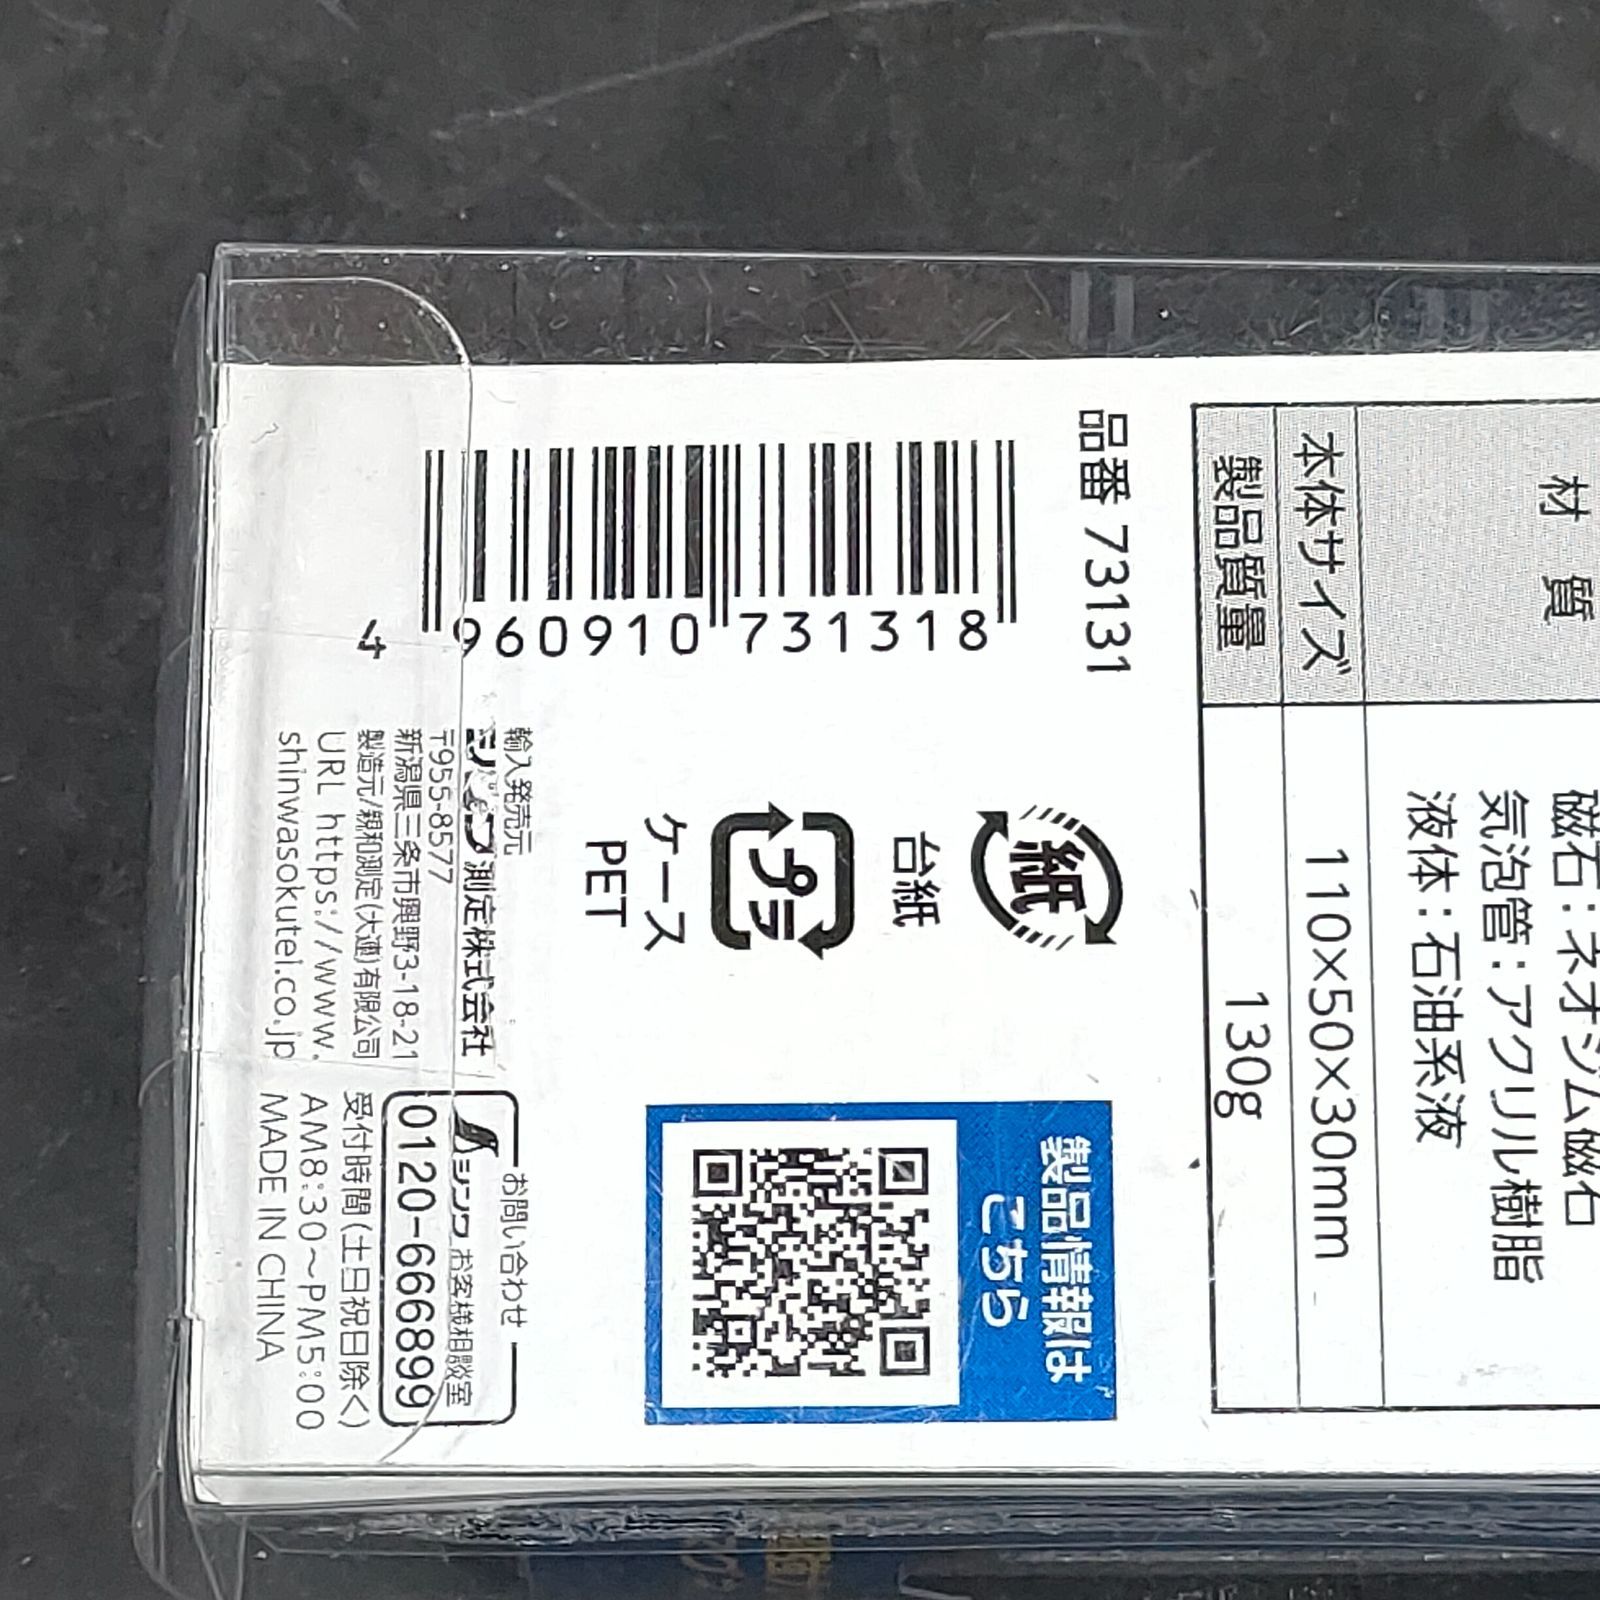 材 質
磁石：ネオジム磁石
気泡管：アクリル樹脂
液体：石油系液
本体サイズ 110×50×30mm
製品質量 130g
品番 73131
4 960910 731318
紙
台紙
プラ
ケース
PET
製品情報は
こちら
輸入発売元
シンワ測定株式会社
〒955-8577
新潟県三条市興野3-18-21
製造元/親和測定(大連)有限公司
URL https://www.
shinwasokutei.co.jp
お問い合わせ
シンワ お客様相談室
0120-666899
受付時間(土日祝日除く)
AM8:30～PM5:00
MADE IN CHINA